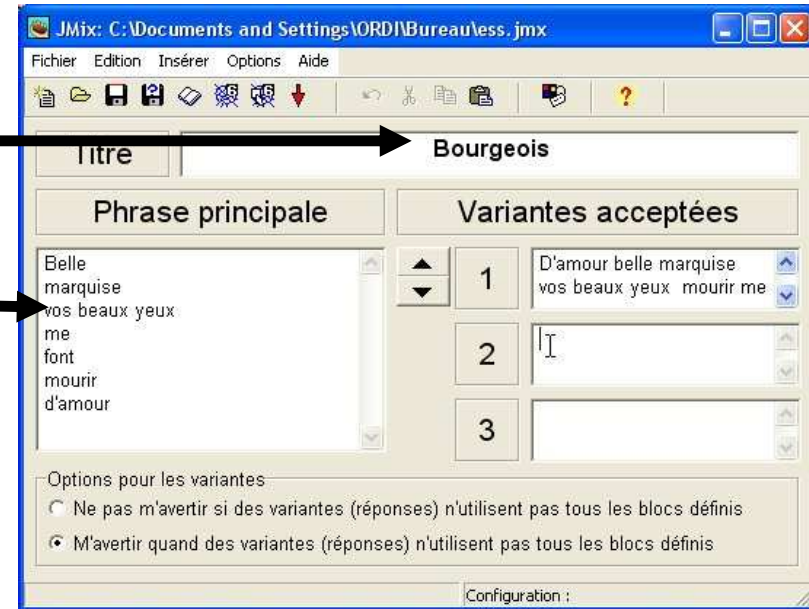 JMix: C:\Documents and Settings\ORDI\Bureau\ess.jmx
Fichier Edition Insérer Options Aide
?
Titre
Bourgeois
Phrase principale
Variantes acceptées
Belle
marquise
vos beaux yeux
me
font
mourir
d'amour
1
D'amour belle marquise
vos beaux yeux mourir me
2
3
Options pour les variantes
Ne pas m'avertir si des variantes (réponses) n'utilisent pas tous les blocs définis
M'avertir quand des variantes (réponses) n'utilisent pas tous les blocs définis
Configuration :